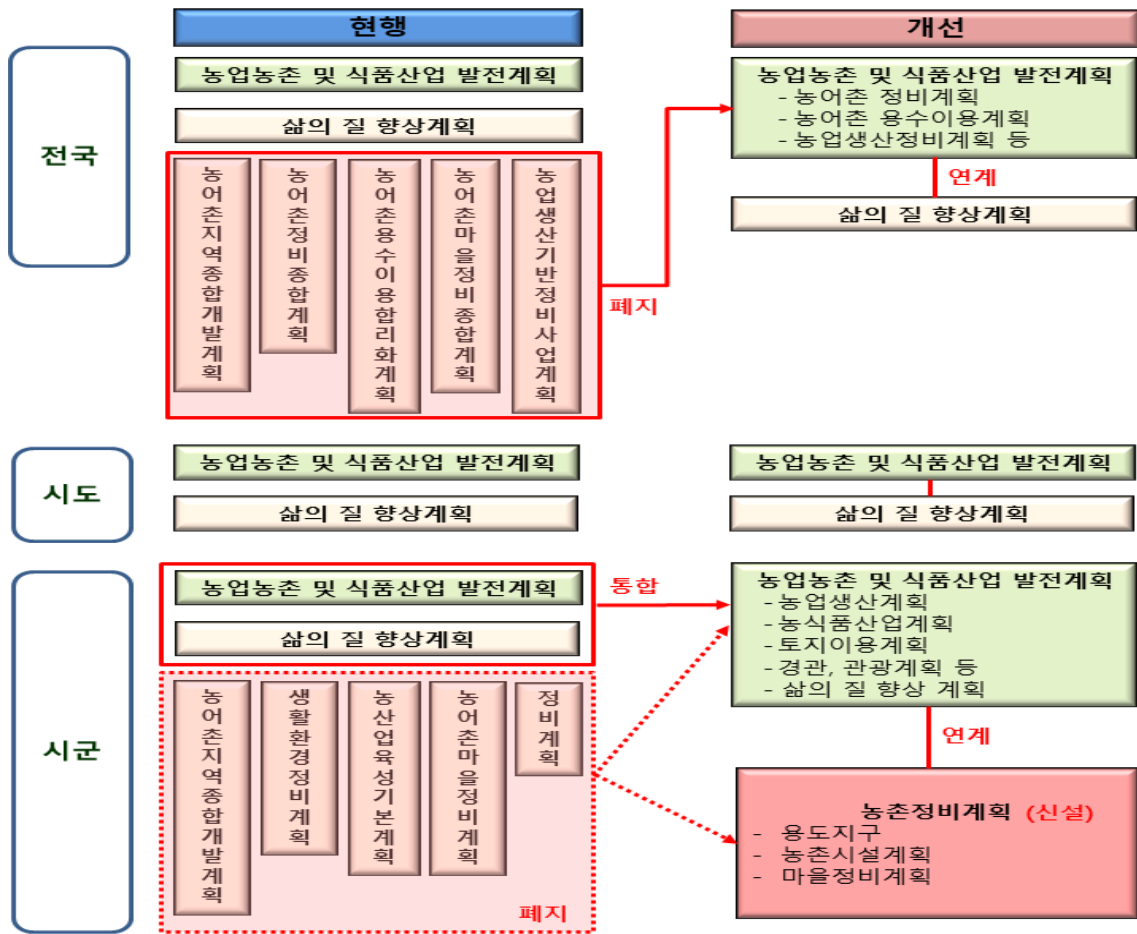 현행
개선
전국
농업농촌 및 식품산업 발전계획
삶의 질 향상계획
농어촌지역종합개발계획
농어촌정비종합계획
농어촌용수이용합리화계획
농어촌마을정비종합계획
농업생산기반정비사업계획
폐지
농업농촌 및 식품산업 발전계획
- 농어촌 정비계획
- 농어촌 용수이용계획
- 농업생산정비계획 등
연계
삶의 질 향상계획
시도
농업농촌 및 식품산업 발전계획
삶의 질 향상계획
농업농촌 및 식품산업 발전계획
삶의 질 향상계획
시군
농업농촌 및 식품산업 발전계획
삶의 질 향상계획
통합
농어촌지역종합개발계획
생활환경정비계획
농산업육성기본계획
농어촌마을정비계획
정비계획
폐지
농업농촌 및 식품산업 발전계획
- 농업생산계획
- 농식품산업계획
- 토지이용계획
- 경관, 관광계획 등
- 삶의 질 향상 계획
연계
농촌정비계획 (신설)
- 용도지구
- 농촌시설계획
- 마을정비계획